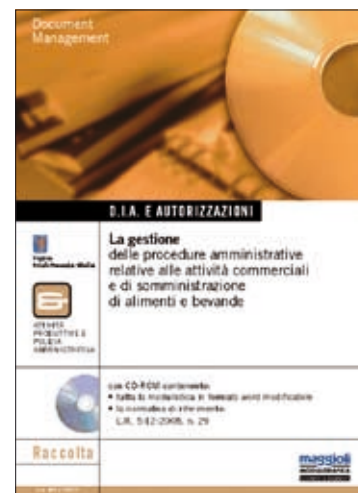 Document
Management
D.I.A. E AUTORIZZAZIONI
La gestione
delle procedure amministrative
relative alle attività commerciali
e di somministrazione
di alimenti e bevande
Regione
Friuli Venezia Giulia
ATTIVITÀ
PRODUTTIVE E
POLIZIA
AMMINISTRATIVA
con CD-ROM contenente:
• tutta la modulistica in formato word modificabile
• la normativa di riferimento
L.R. 5-12-2005, n. 29
Raccolta
maggioli